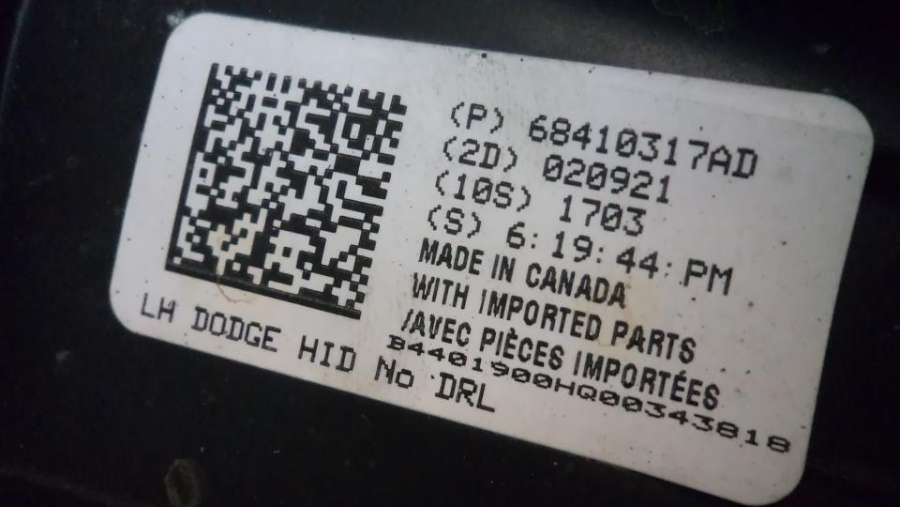 (P) 68410317AD
(2D) 020921
(10S) 1703
(S) 6:19:44:PM
MADE IN CANADA
WITH IMPORTED PARTS
/AVEC PIÈCES IMPORTÉES
B4401900HQ00343818
LH DODGE HID No DRL